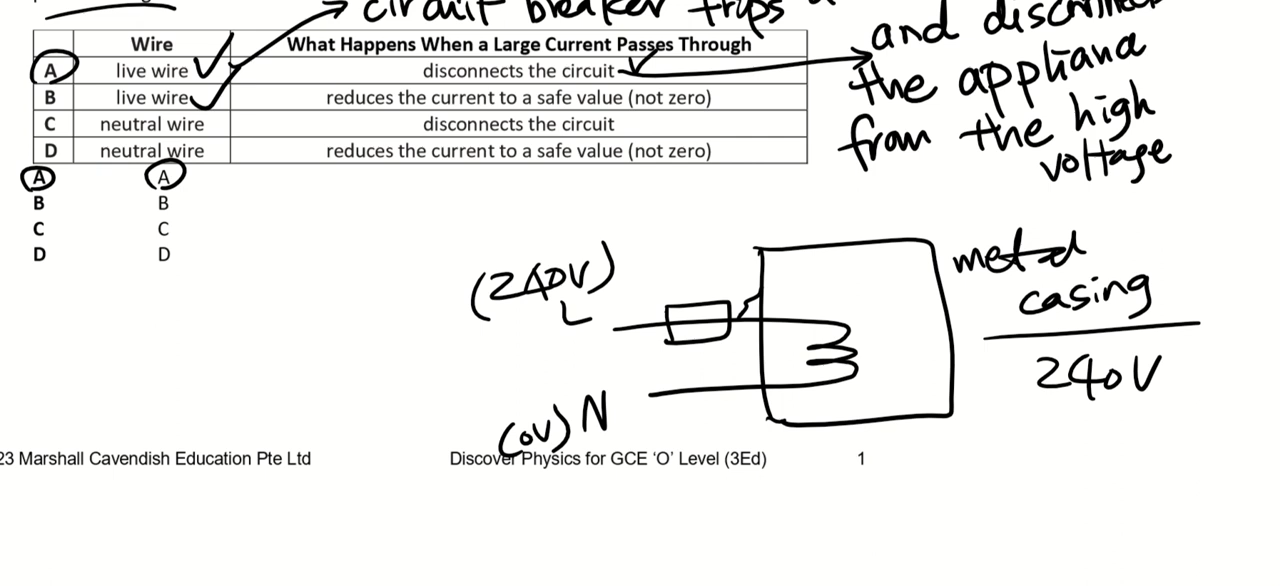 circuit breaker trips
and
the appliance
from the high
voltage
Wire What Happens When a Large Current Passes Through
A live wire disconnects the circuit
B live wire reduces the current to a safe value (not zero)
C neutral wire disconnects the circuit
D neutral wire reduces the current to a safe value (not zero)
A A
B B
C C
D D
(240V)
L
(0V) N
metal
casing
240V
23 Marshall Cavendish Education Pte Ltd Discover Physics for GCE ‘O’ Level (3Ed) 1